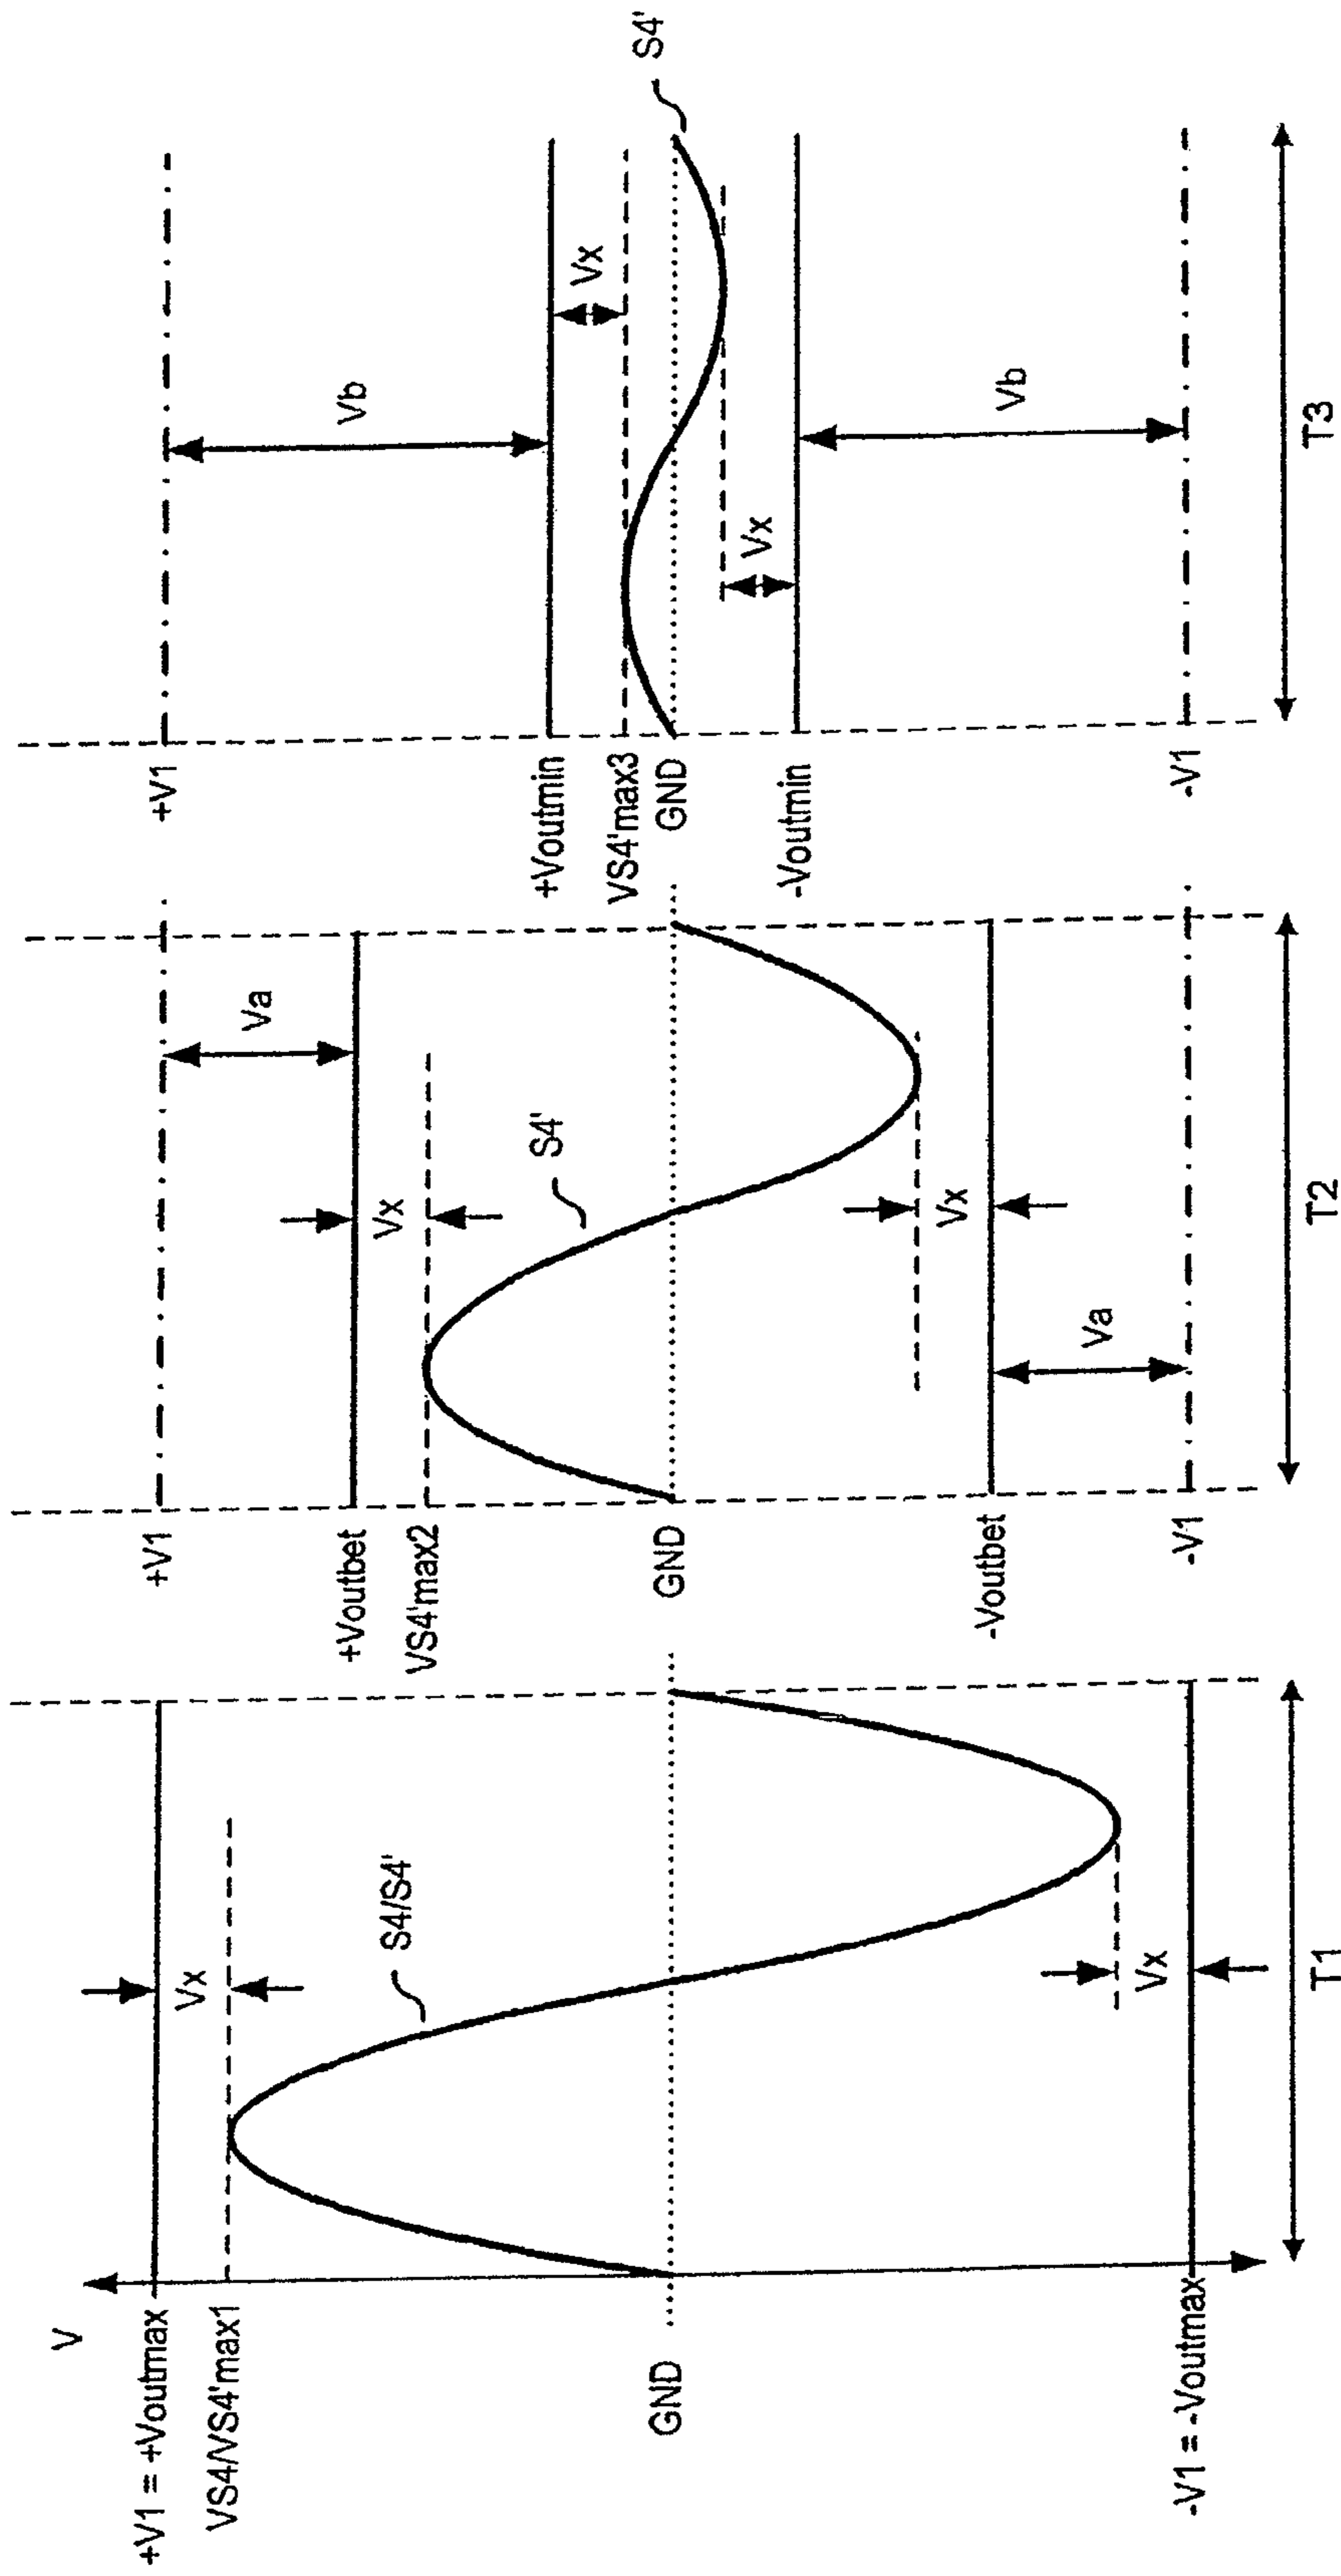 V
+V1 = +Voutmax
VS4/VS4'max1
GND
-V1 = -Voutmax
Vx
S4/S4'
Vx
T1
+V1
+Voutbet
VS4'max2
GND
-Voutbet
-V1
Va
Vx
S4'
Vx
Va
T2
+V1
+Voutmin
VS4'max3
GND
-Voutmin
-V1
Vb
Vx
S4'
Vx
Vb
T3